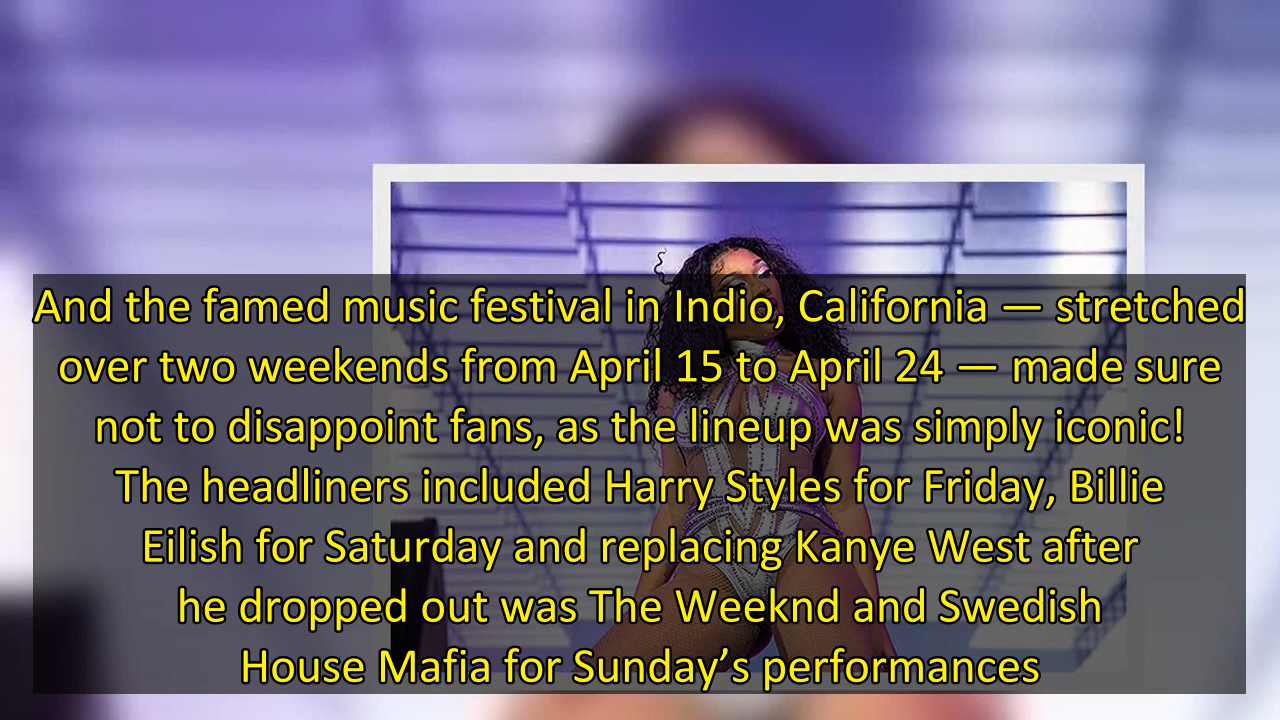 And the famed music festival in Indio, California — stretched
over two weekends from April 15 to April 24 — made sure
not to disappoint fans, as the lineup was simply iconic!
The headliners included Harry Styles for Friday, Billie
Eilish for Saturday and replacing Kanye West after
he dropped out was The Weeknd and Swedish
House Mafia for Sunday’s performances